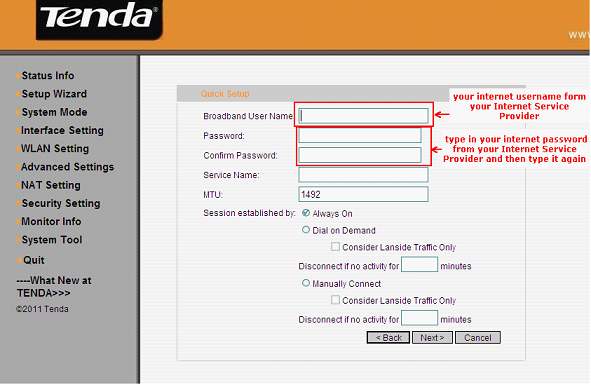 Tenda®
www
Status Info
Setup Wizard
System Mode
Interface Setting
WLAN Setting
Advanced Settings
NAT Setting
Security Setting
Monitor Info
System Tool
Quit
----What New at
TENDA>>>
©2011 Tenda
Quick Setup
Broadband User Name:
your internet username form
your Internet Service
Provider
Password:
Confirm Password:
type in your internet password
from your Internet Service
Provider and then type it again
Service Name:
MTU: 1492
Session established by: Always On
Dial on Demand
Consider Lanside Traffic Only
Disconnect if no activity for minutes
Manually Connect
Consider Lanside Traffic Only
Disconnect if no activity for minutes
< Back Next > Cancel